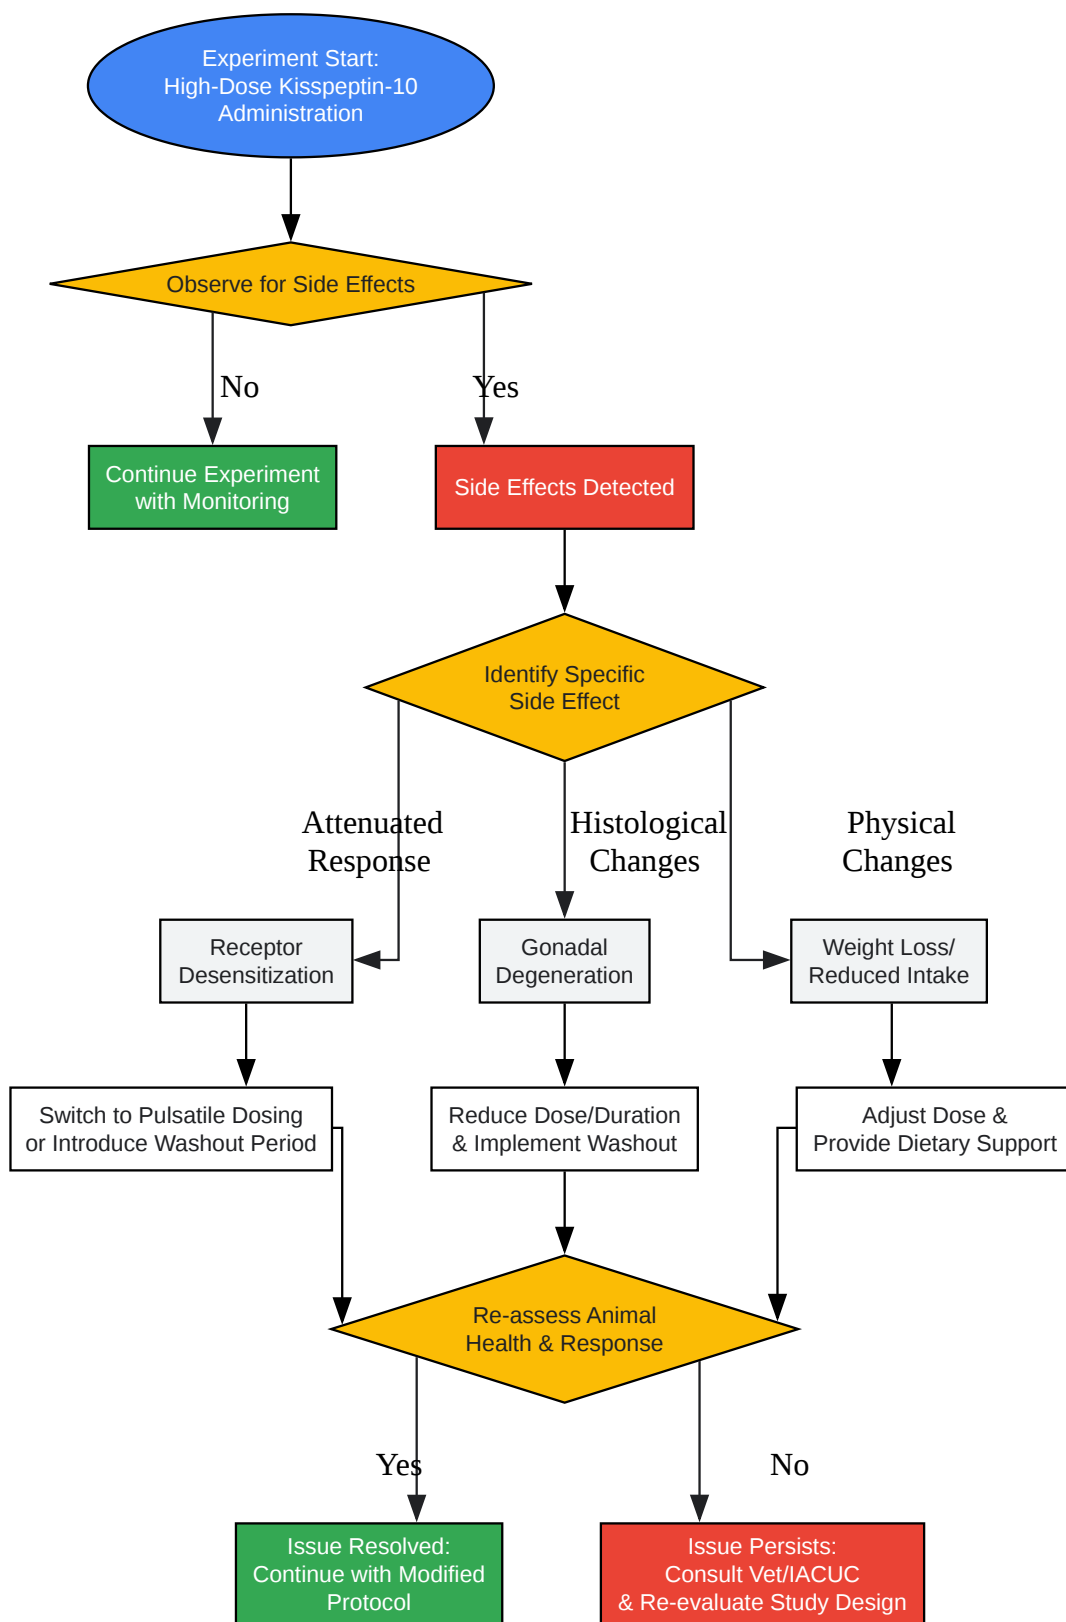 Experiment Start:
High-Dose Kisspeptin-10
Administration
Observe for Side Effects
No
Yes
Continue Experiment
with Monitoring
Side Effects Detected
Identify Specific
Side Effect
Attenuated
Response
Histological
Changes
Physical
Changes
Receptor
Desensitization
Gonadal
Degeneration
Weight Loss/
Reduced Intake
Switch to Pulsatile Dosing
or Introduce Washout Period
Reduce Dose/Duration
& Implement Washout
Adjust Dose &
Provide Dietary Support
Re-assess Animal
Health & Response
Yes
No
Issue Resolved:
Continue with Modified
Protocol
Issue Persists:
Consult Vet/IACUC
& Re-evaluate Study Design